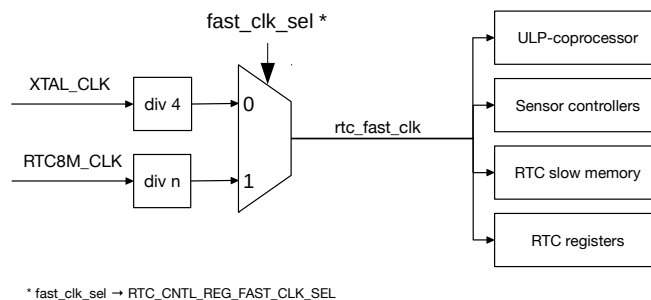 fast_clk_sel *
XTAL_CLK
div 4
0
RTC8M_CLK
div n
1
rtc_fast_clk
ULP-coprocessor
Sensor controllers
RTC slow memory
RTC registers
* fast_clk_sel → RTC_CNTL_REG_FAST_CLK_SEL